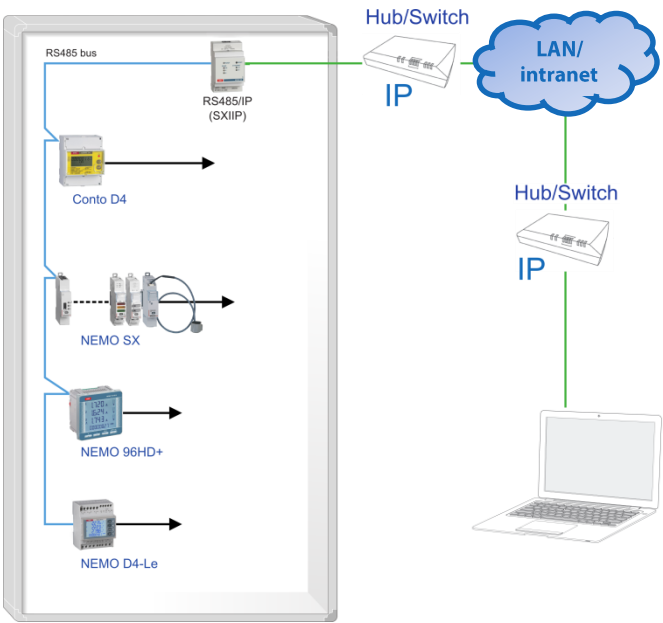 Hub/Switch
RS485 bus
LAN/
intranet
IP
RS485/IP
(SXIIP)
Conto D4
Hub/Switch
IP
NEMO SX
NEMO 96HD+
NEMO D4-Le